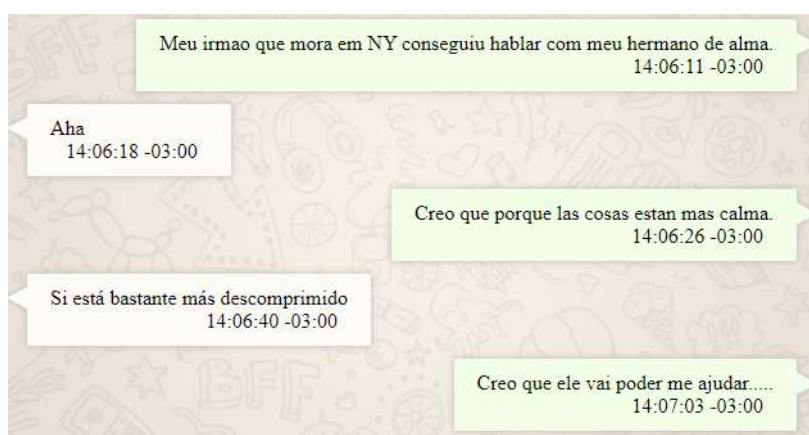 Meu irmao que mora em NY conseguiu hablar com meu hermano de alma.
14:06:11 -03:00
Aha
14:06:18 -03:00
Creo que porque las cosas estan mas calma.
14:06:26 -03:00
Si está bastante más descomprimido
14:06:40 -03:00
Creo que ele vai poder me ajudar.....
14:07:03 -03:00